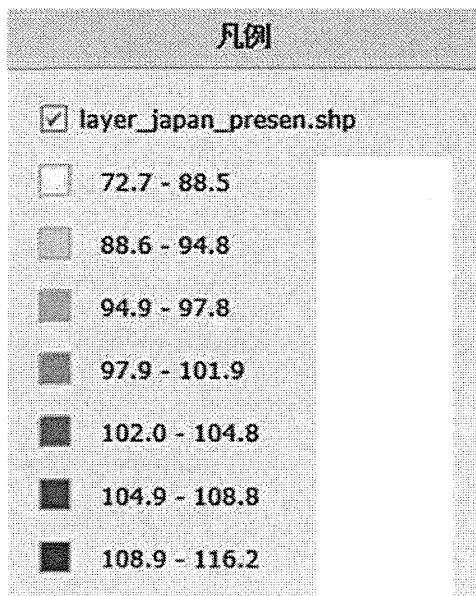 凡例
layer_japan_presen.shp
72.7 - 88.5
88.6 - 94.8
94.9 - 97.8
97.9 - 101.9
102.0 - 104.8
104.9 - 108.8
108.9 - 116.2